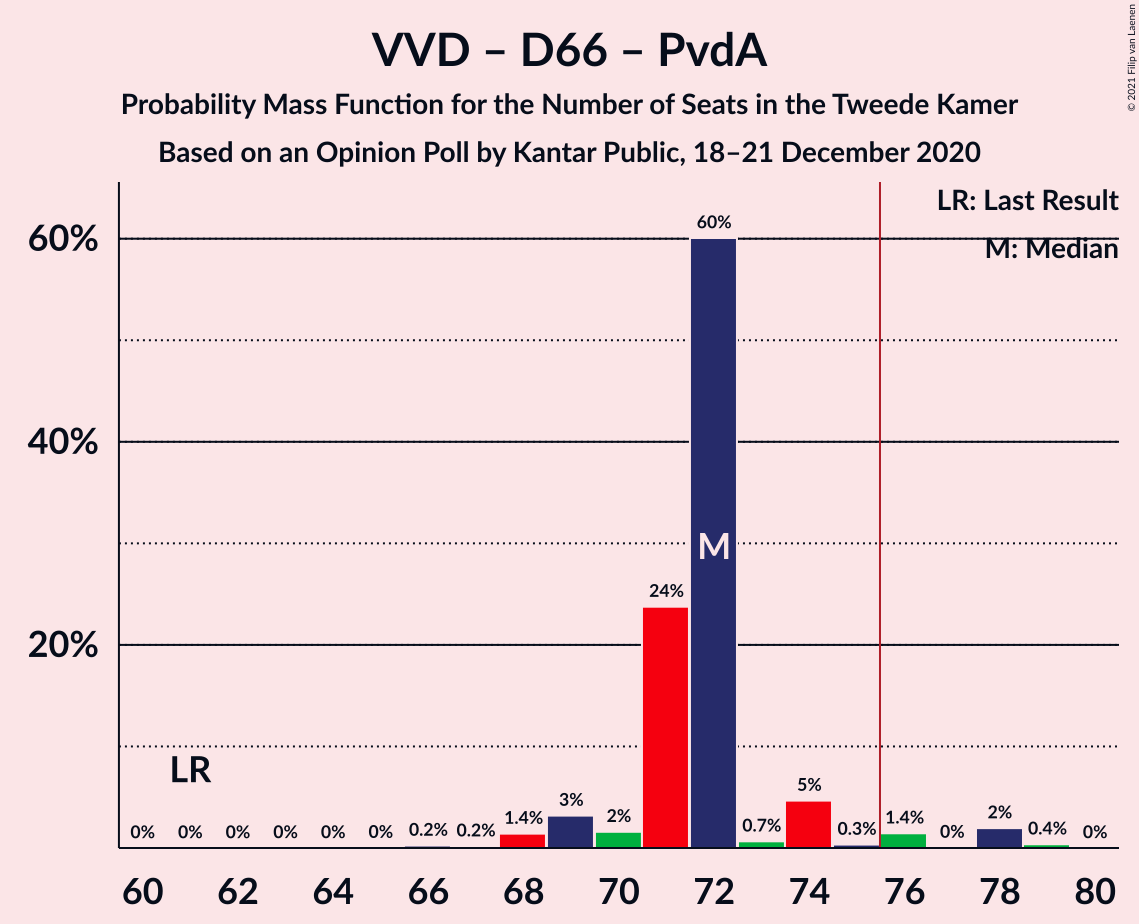 VVD – D66 – PvdA
Probability Mass Function for the Number of Seats in the Tweede Kamer
Based on an Opinion Poll by Kantar Public, 18–21 December 2020
© 2021 Filip van Laenen
LR: Last Result
M: Median
60%
40%
20%
60%
24%
M
LR
0% 0% 0% 0% 0% 0% 0.2% 0.2% 1.4% 3% 2% 0.7% 5% 0.3% 1.4% 0% 2% 0.4% 0%
60 62 64 66 68 70 72 74 76 78 80